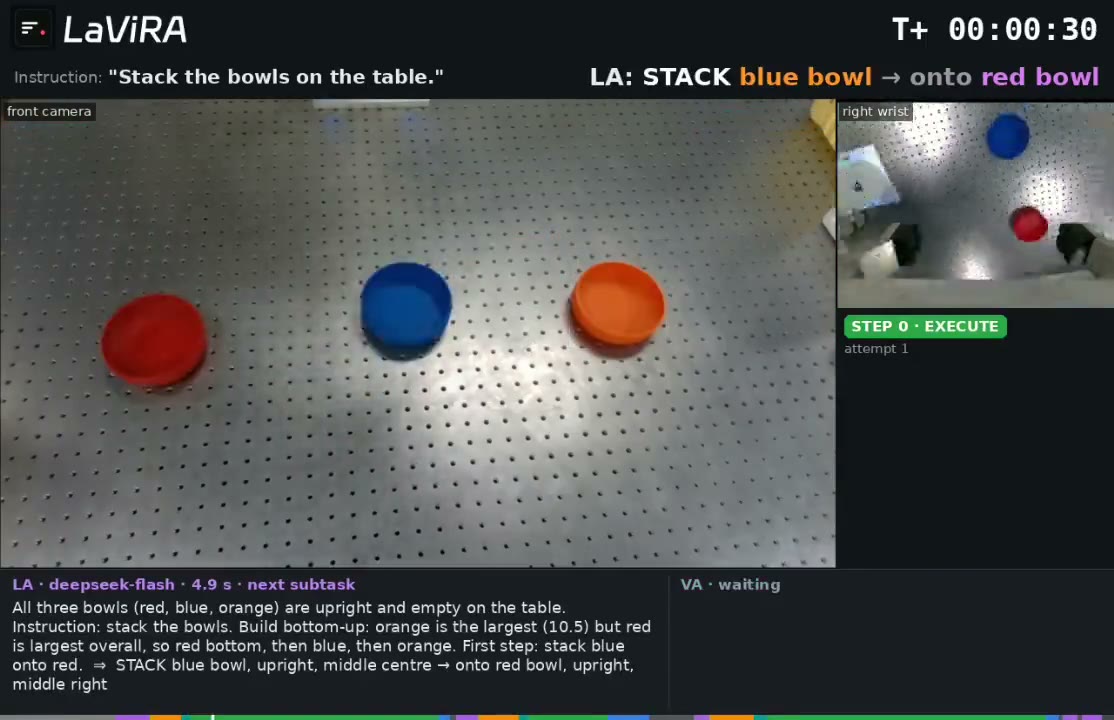 LaViRA
T+ 00:00:30
Instruction: "Stack the bowls on the table."
LA: STACK blue bowl → onto red bowl
front camera
right wrist
STEP 0 · EXECUTE
attempt 1
LA · deepseek-flash · 4.9 s · next subtask
All three bowls (red, blue, orange) are upright and empty on the table.
Instruction: stack the bowls. Build bottom-up: orange is the largest (10.5) but red
is largest overall, so red bottom, then blue, then orange. First step: stack blue
onto red. ⇒ STACK blue bowl, upright, middle centre → onto red bowl, upright,
middle right
VA · waiting